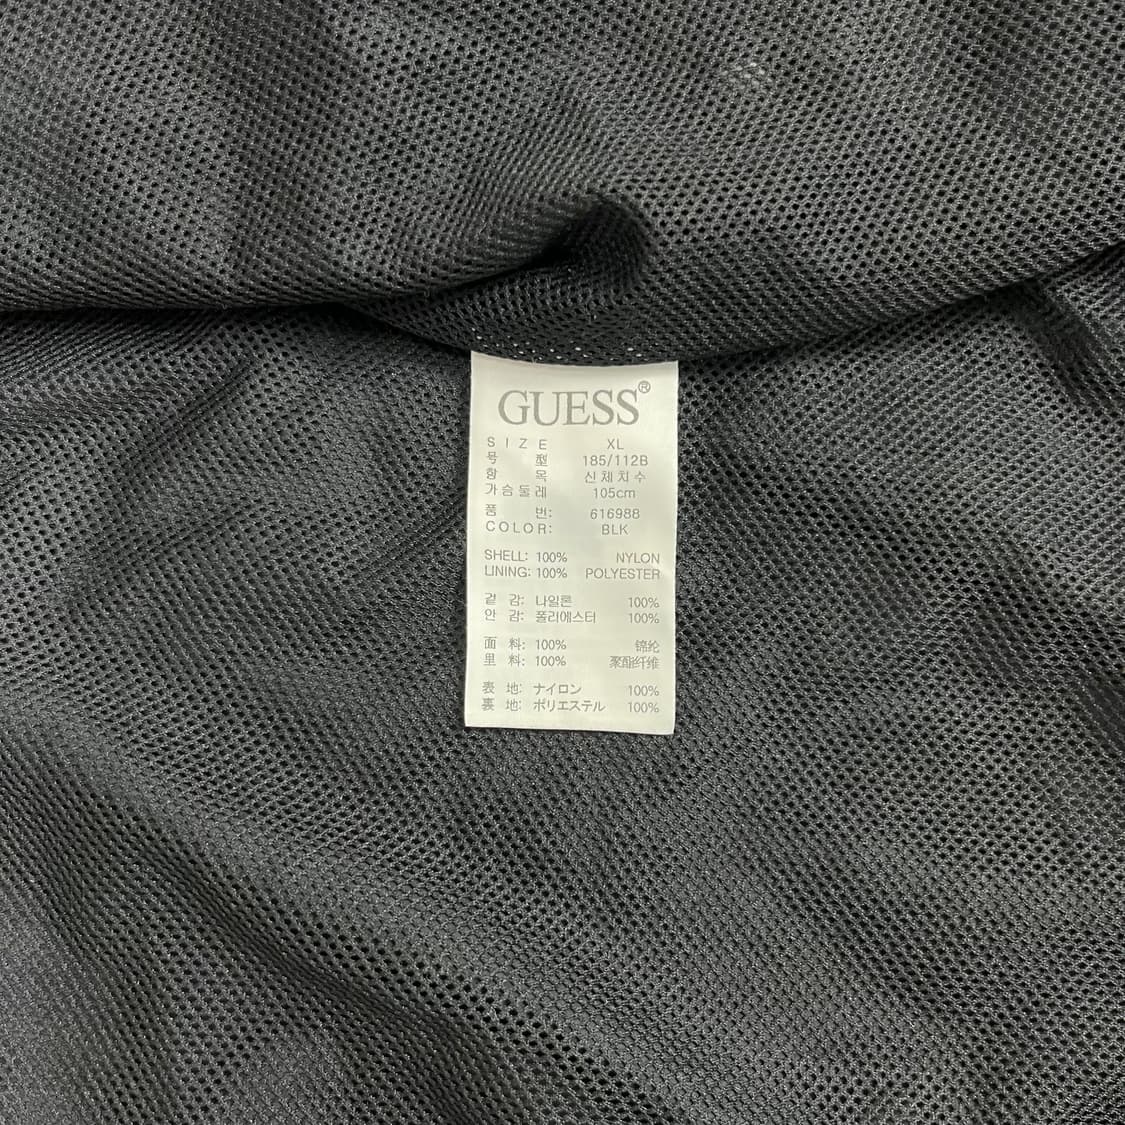 GUESS®
SIZE XL
号型 185/112B
항목 신체치수
가슴둘레 105cm
품번: 616988
COLOR: BLK
SHELL: 100% NYLON
LINING: 100% POLYESTER
겉감: 나일론 100%
안감: 폴리에스터 100%
面料: 100% 锦纶
里料: 100% 聚酯纤维
表地: ナイロン 100%
裏地: ポリエステル 100%